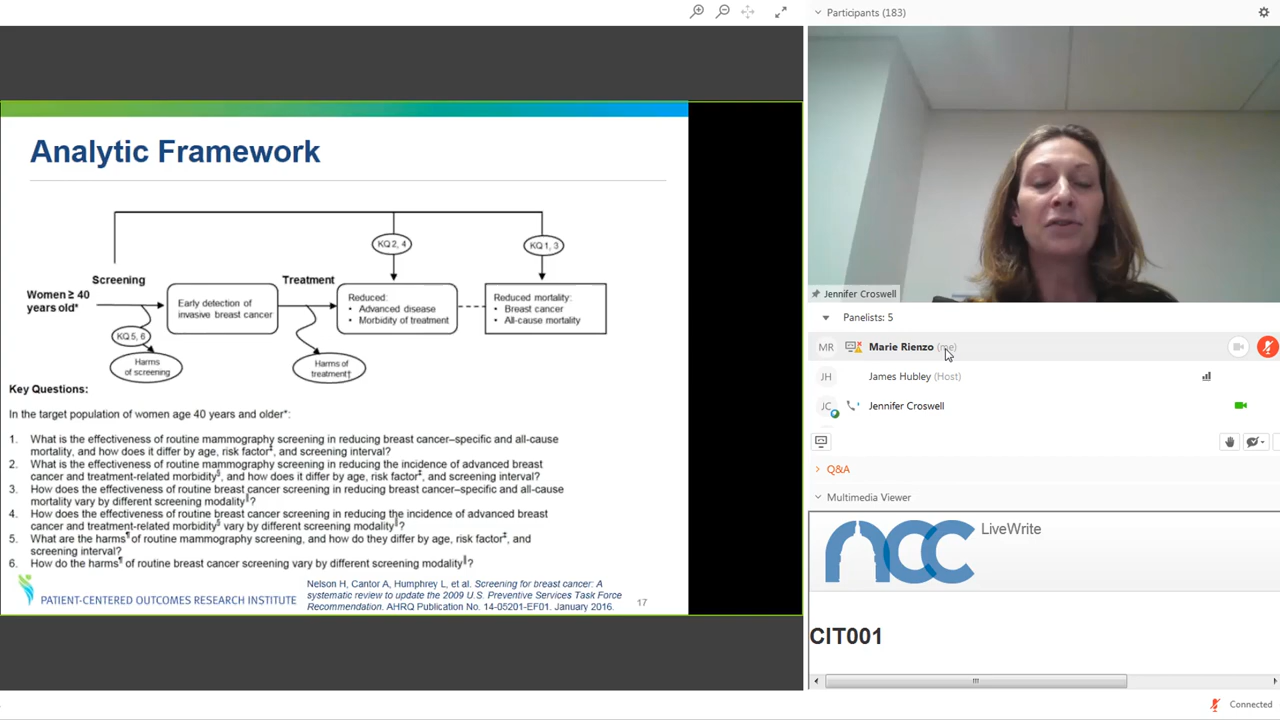 Analytic Framework
KQ 2, 4
KQ 1, 3
Screening
Treatment
Women ≥ 40
years old*
Early detection of
invasive breast cancer
Reduced:
• Advanced disease
• Morbidity of treatment
Reduced mortality:
• Breast cancer
• All-cause mortality
KQ 5, 6
Harms
of screening
Harms of
treatment†
Key Questions:
In the target population of women age 40 years and older*:
1. What is the effectiveness of routine mammography screening in reducing breast cancer–specific and all-cause
mortality, and how does it differ by age, risk factor‡, and screening interval?
2. What is the effectiveness of routine mammography screening in reducing the incidence of advanced breast
cancer and treatment-related morbidity§, and how does it differ by age, risk factor‡, and screening interval?
3. How does the effectiveness of routine breast cancer screening in reducing breast cancer–specific and all-cause
mortality vary by different screening modality‖?
4. How does the effectiveness of routine breast cancer screening in reducing the incidence of advanced breast
cancer and treatment-related morbidity§ vary by different screening modality‖?
5. What are the harms¶ of routine mammography screening, and how do they differ by age, risk factor‡, and
screening interval?
6. How do the harms¶ of routine breast cancer screening vary by different screening modality‖?
PATIENT-CENTERED OUTCOMES RESEARCH INSTITUTE
Nelson H, Cantor A, Humphrey L, et al. Screening for breast cancer: A
systematic review to update the 2009 U.S. Preventive Services Task Force
Recommendation. AHRQ Publication No. 14-05201-EF01. January 2016.
17
Participants (183)
Jennifer Croswell
Panelists: 5
MR Marie Rienzo (me)
JH James Hubley (Host)
JC Jennifer Croswell
Q&A
Multimedia Viewer
ACC LiveWrite
CIT001
Connected